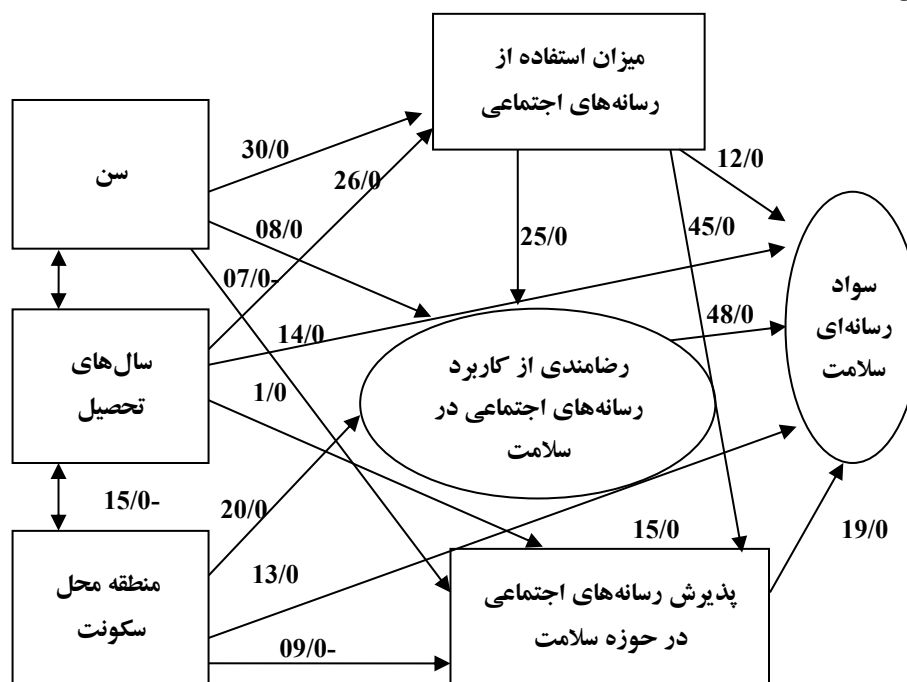 میزان استفاده از
رسانه‌های اجتماعی
30/0
12/0
سن
26/0
08/0
45/0
25/0
07/0-
سواد
رسانه‌ای
سلامت
48/0
14/0
سال‌های
تحصیل
رضامندی از کاربرد
رسانه‌های اجتماعی در
سلامت
1/0
15/0-
20/0
15/0
19/0
13/0
منطقه محل
سکونت
پذیرش رسانه‌های اجتماعی
در حوزه سلامت
09/0-